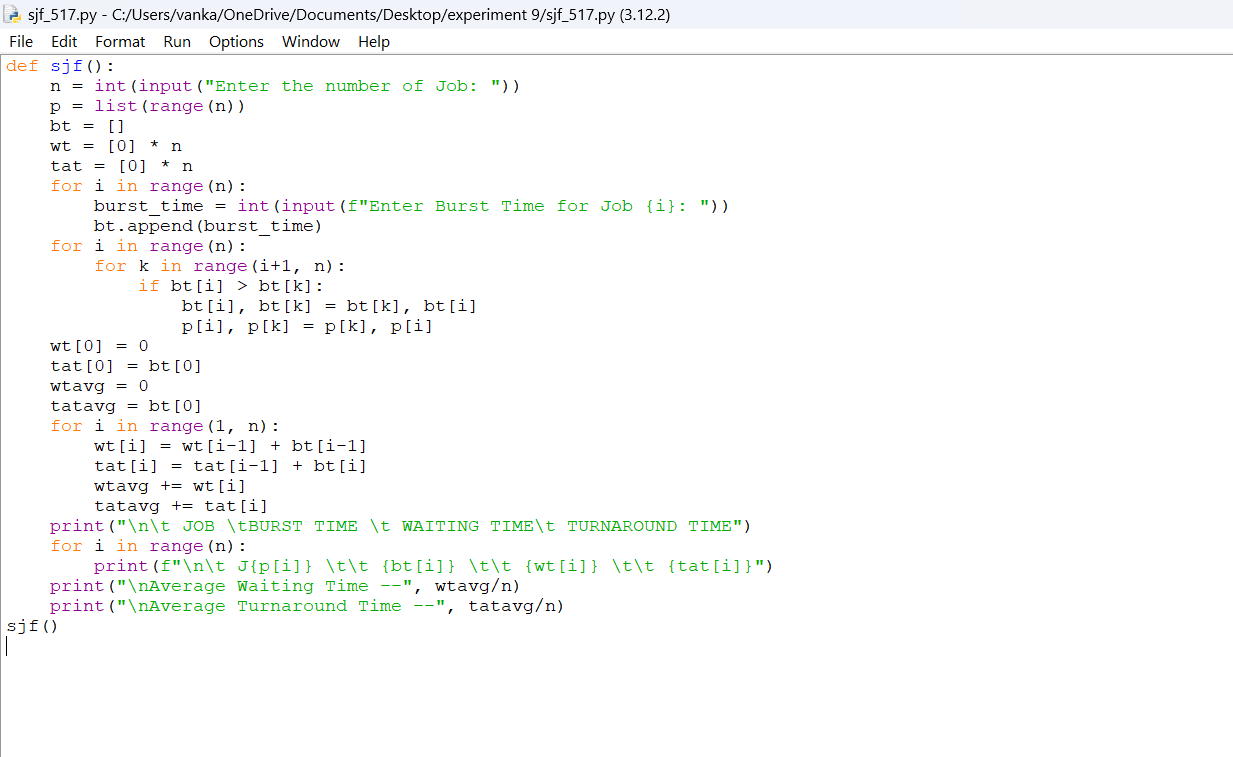 sjf_517.py - C:/Users/vanka/OneDrive/Documents/Desktop/experiment 9/sjf_517.py (3.12.2)
File Edit Format Run Options Window Help
def sjf():
    n = int(input("Enter the number of Job: "))
    p = list(range(n))
    bt = []
    wt = [0] * n
    tat = [0] * n
    for i in range(n):
        burst_time = int(input(f"Enter Burst Time for Job {i}: "))
        bt.append(burst_time)
    for i in range(n):
        for k in range(i+1, n):
            if bt[i] > bt[k]:
                bt[i], bt[k] = bt[k], bt[i]
                p[i], p[k] = p[k], p[i]
    wt[0] = 0
    tat[0] = bt[0]
    wtavg = 0
    tatavg = bt[0]
    for i in range(1, n):
        wt[i] = wt[i-1] + bt[i-1]
        tat[i] = tat[i-1] + bt[i]
        wtavg += wt[i]
        tatavg += tat[i]
    print("\n\t JOB \tBURST TIME \t WAITING TIME\t TURNAROUND TIME")
    for i in range(n):
        print(f"\n\t J{p[i]} \t\t {bt[i]} \t\t {wt[i]} \t\t {tat[i]}")
    print("\nAverage Waiting Time --", wtavg/n)
    print("\nAverage Turnaround Time --", tatavg/n)
sjf()